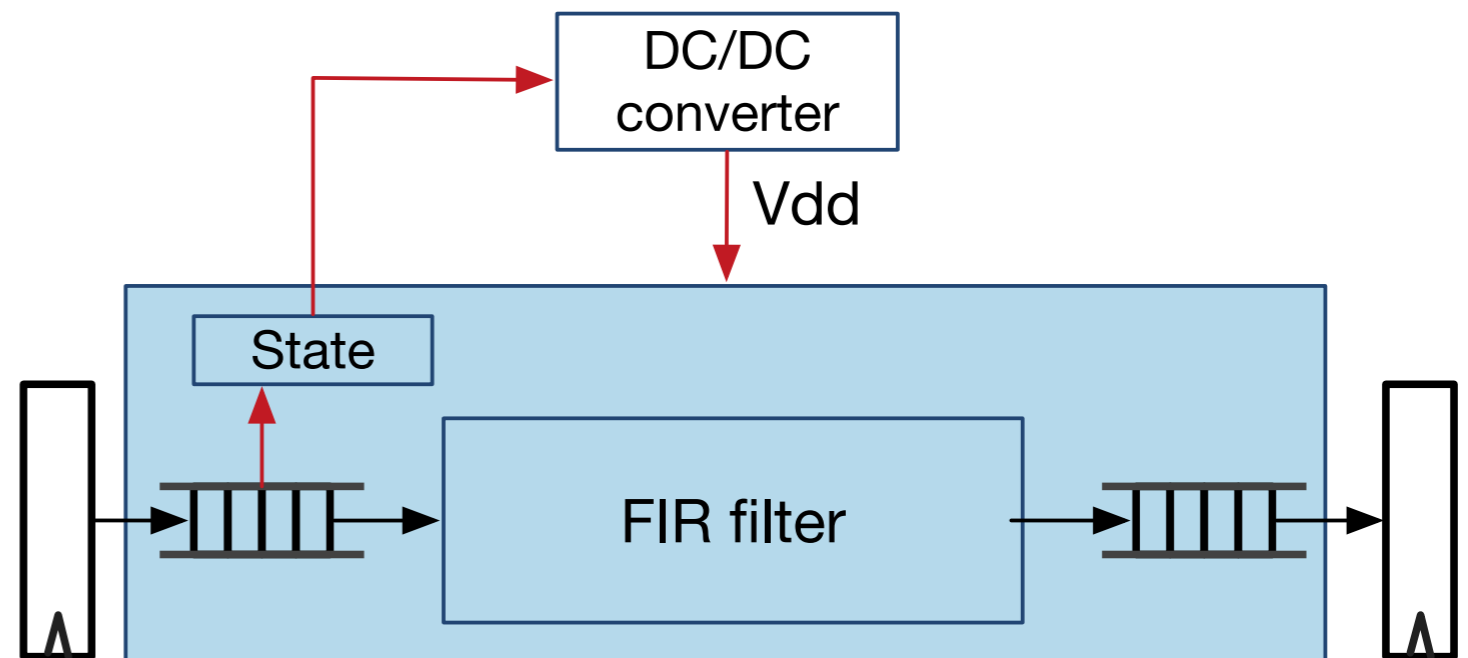 DC/DC
converter
Vdd
State
FIR filter